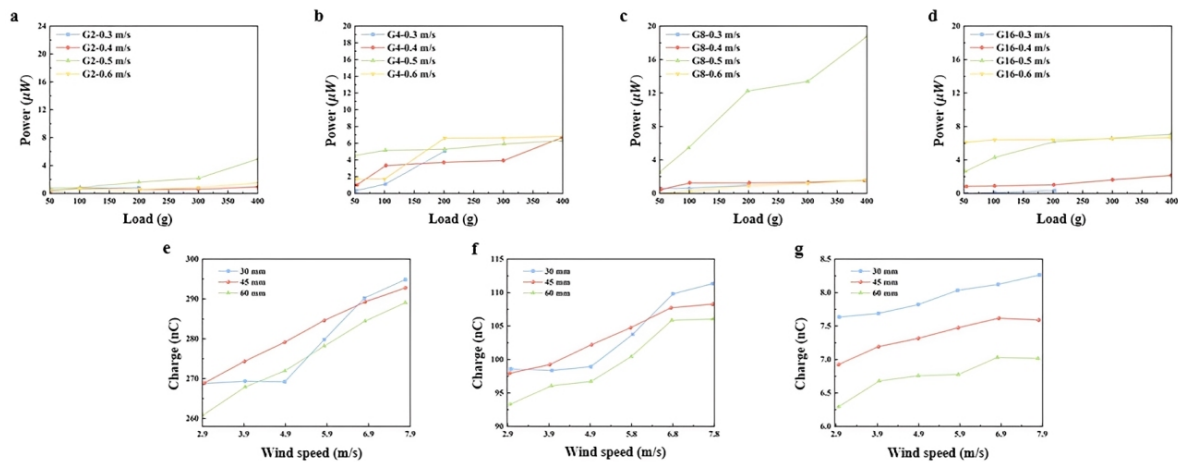 a
G2-0.3 m/s
G2-0.4 m/s
G2-0.5 m/s
G2-0.6 m/s
24
20
16
12
8
4
0
Power (μW)
50 100 150 200 250 300 350 400
Load (g)
b
G4-0.3 m/s
G4-0.4 m/s
G4-0.5 m/s
G4-0.6 m/s
20
18
16
14
12
10
8
6
4
2
0
Power (μW)
50 100 150 200 250 300 350 400
Load (g)
c
G8-0.3 m/s
G8-0.4 m/s
G8-0.5 m/s
G8-0.6 m/s
20
18
16
14
12
10
8
6
4
2
0
Power (μW)
50 100 150 200 250 300 350 400
Load (g)
d
G16-0.3 m/s
G16-0.4 m/s
G16-0.5 m/s
G16-0.6 m/s
20
18
16
14
12
10
8
6
4
2
0
Power (μW)
50 100 150 200 250 300 350 400
Load (g)
e
30 mm
45 mm
60 mm
300
290
280
270
260
Charge (nC)
2.9 3.9 4.9 5.9 6.9 7.9
Wind speed (m/s)
f
30 mm
45 mm
60 mm
115
110
105
100
95
90
Charge (nC)
2.9 3.9 4.9 5.8 6.8 7.8
Wind speed (m/s)
g
30 mm
45 mm
60 mm
8.5
8.0
7.5
7.0
6.5
6.0
Charge (nC)
2.9 3.9 4.9 5.9 6.9 7.9
Wind speed (m/s)